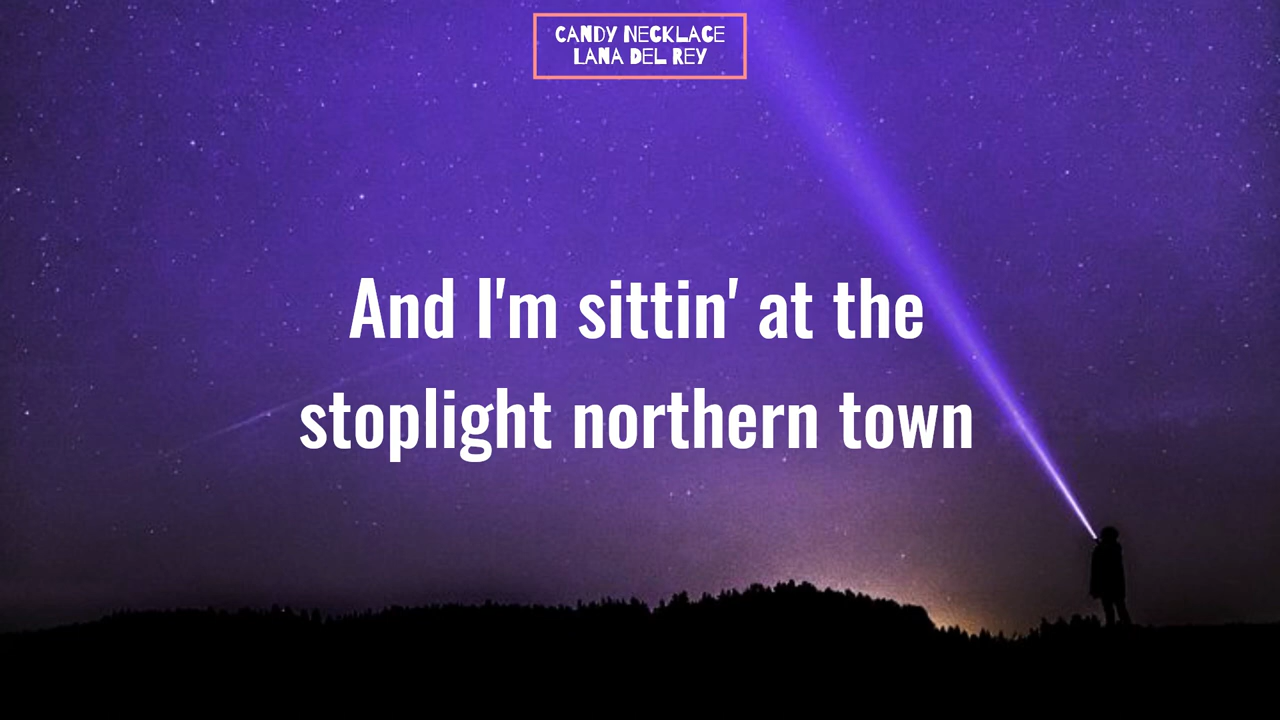 CANDY NECKLACE
LANA DEL REY
And I'm sittin' at the
stoplight northern town